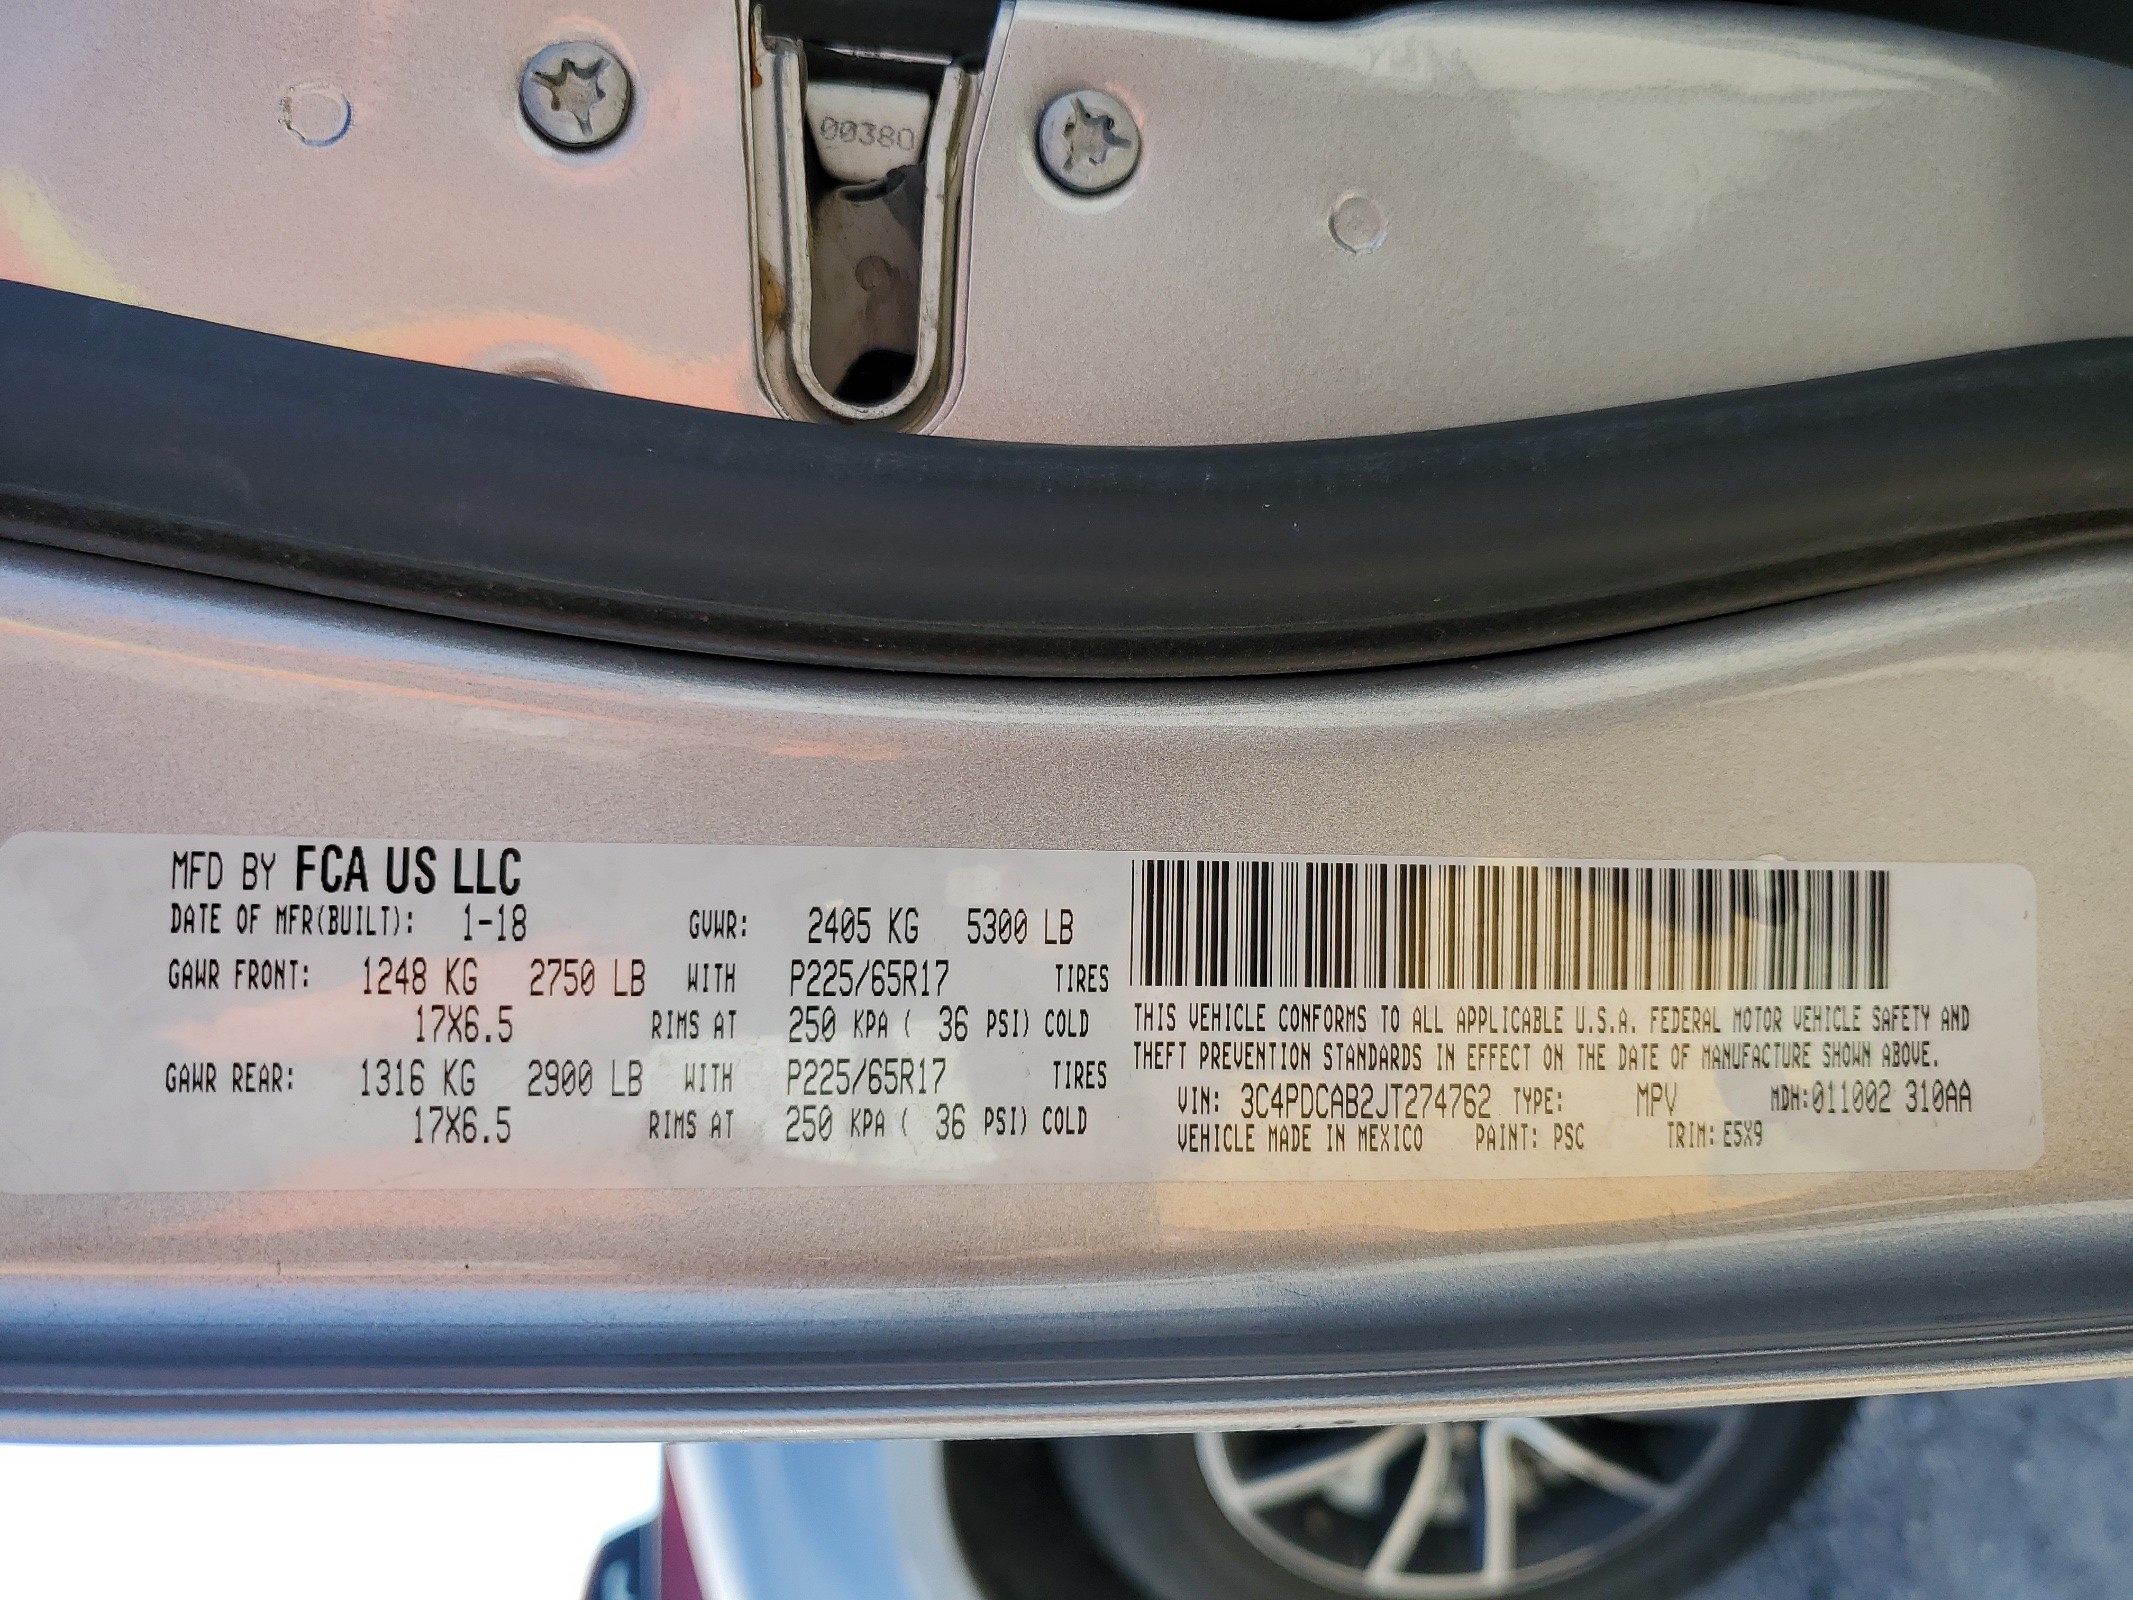 00380
MFD BY FCA US LLC
DATE OF MFR(BUILT): 1-18 GVWR: 2405 KG 5300 LB
GAWR FRONT: 1248 KG 2750 LB WITH P225/65R17 TIRES
17X6.5 RIMS AT 250 KPA ( 36 PSI) COLD
GAWR REAR: 1316 KG 2900 LB WITH P225/65R17 TIRES
17X6.5 RIMS AT 250 KPA ( 36 PSI) COLD
THIS VEHICLE CONFORMS TO ALL APPLICABLE U.S.A. FEDERAL MOTOR VEHICLE SAFETY AND
THEFT PREVENTION STANDARDS IN EFFECT ON THE DATE OF MANUFACTURE SHOWN ABOVE.
VIN: 3C4PDCAB2JT274762 TYPE: MPV MDH:011002 310AA
VEHICLE MADE IN MEXICO PAINT: PSC TRIM: E5X9